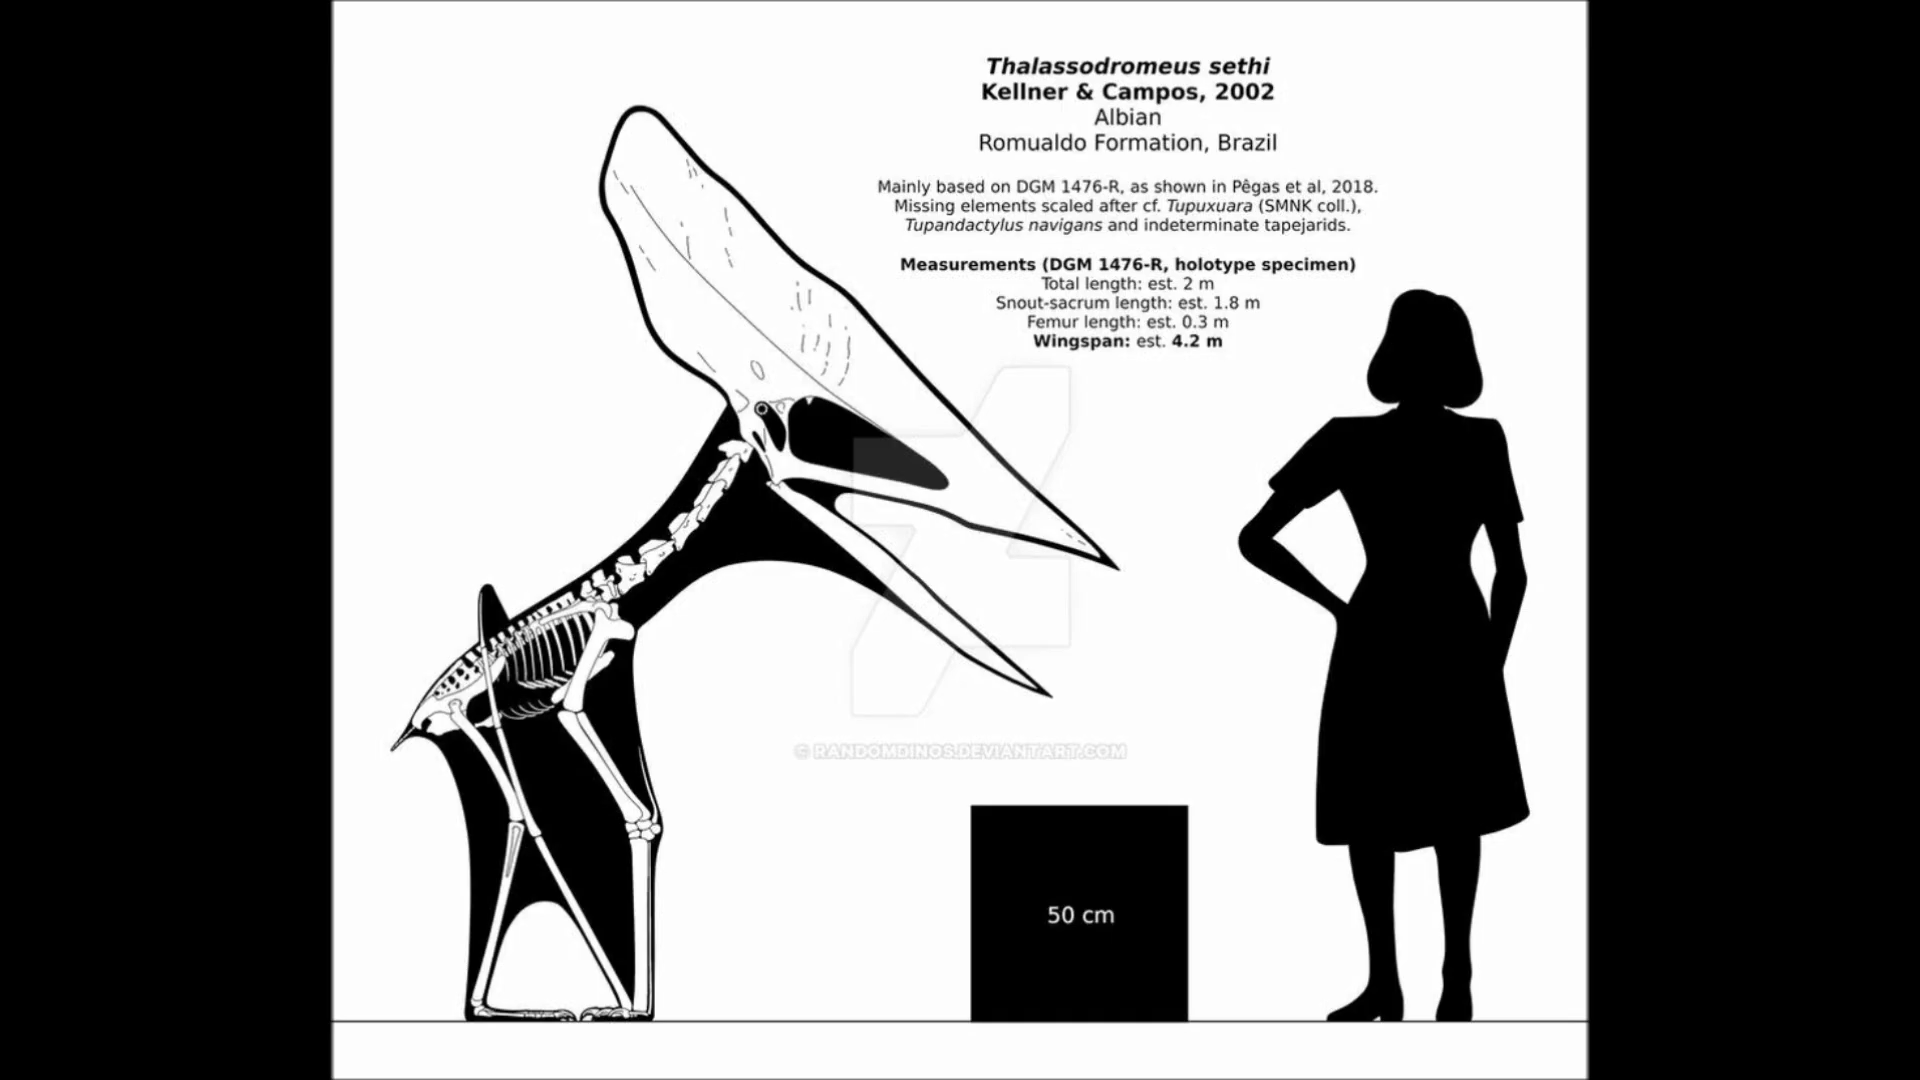 Thalassodromeus sethi
Kellner & Campos, 2002
Albian
Romualdo Formation, Brazil
Mainly based on DGM 1476-R, as shown in Pêgas et al, 2018.
Missing elements scaled after cf. Tupuxuara (SMNK coll.),
Tupandactylus navigans and indeterminate tapejarids.
Measurements (DGM 1476-R, holotype specimen)
Total length: est. 2 m
Snout-sacrum length: est. 1.8 m
Femur length: est. 0.3 m
Wingspan: est. 4.2 m
© RANDOMDINOS.DEVIANTART.COM
50 cm